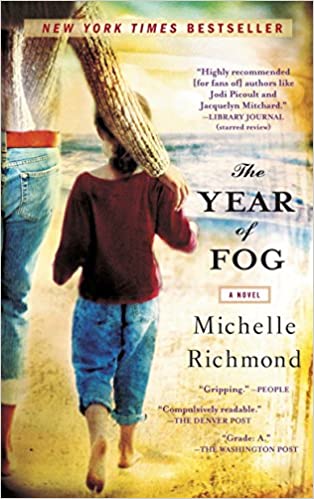 NEW YORK TIMES BESTSELLER
"Highly recommended
[for fans of] authors like
Jodi Picoult and
Jacquelyn Mitchard."
—LIBRARY JOURNAL
(starred review)
The
YEAR
of
FOG
A NOVEL
Michelle
Richmond
"Gripping." —PEOPLE
"Compulsively readable."
—THE DENVER POST
"Grade: A."
—THE WASHINGTON POST